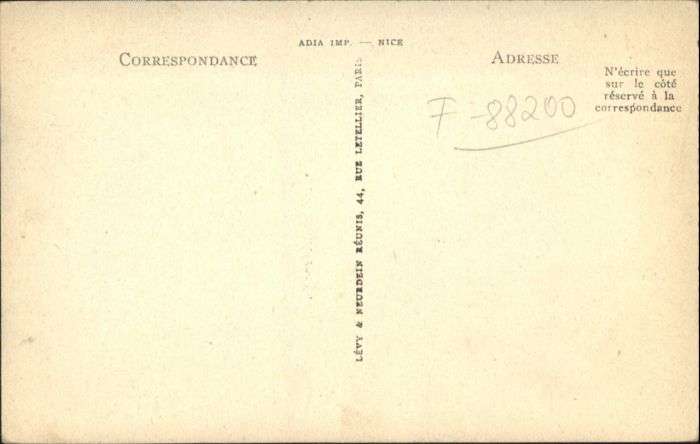 ADIA IMP. — NICE
CORRESPONDANCE
ADRESSE
N'écrire que
sur le côté
réservé à la
correspondance
F-88200
LÉVY & NEURDEIN RÉUNIS, 44, RUE LETELLIER, PARIS